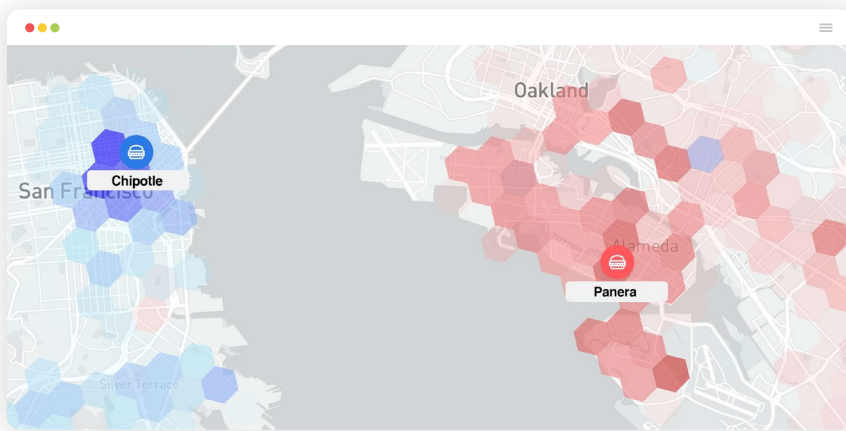 Oakland
Chipotle
San Francisco
Alameda
Panera
Silver Terrace